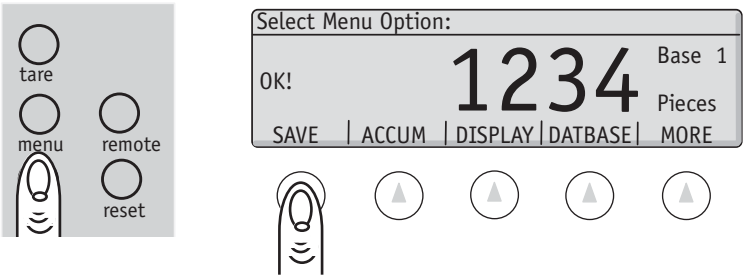 tare
menu remote
reset
Select Menu Option:
OK!
1234
Base 1
Pieces
SAVE | ACCUM | DISPLAY | DATBASE | MORE